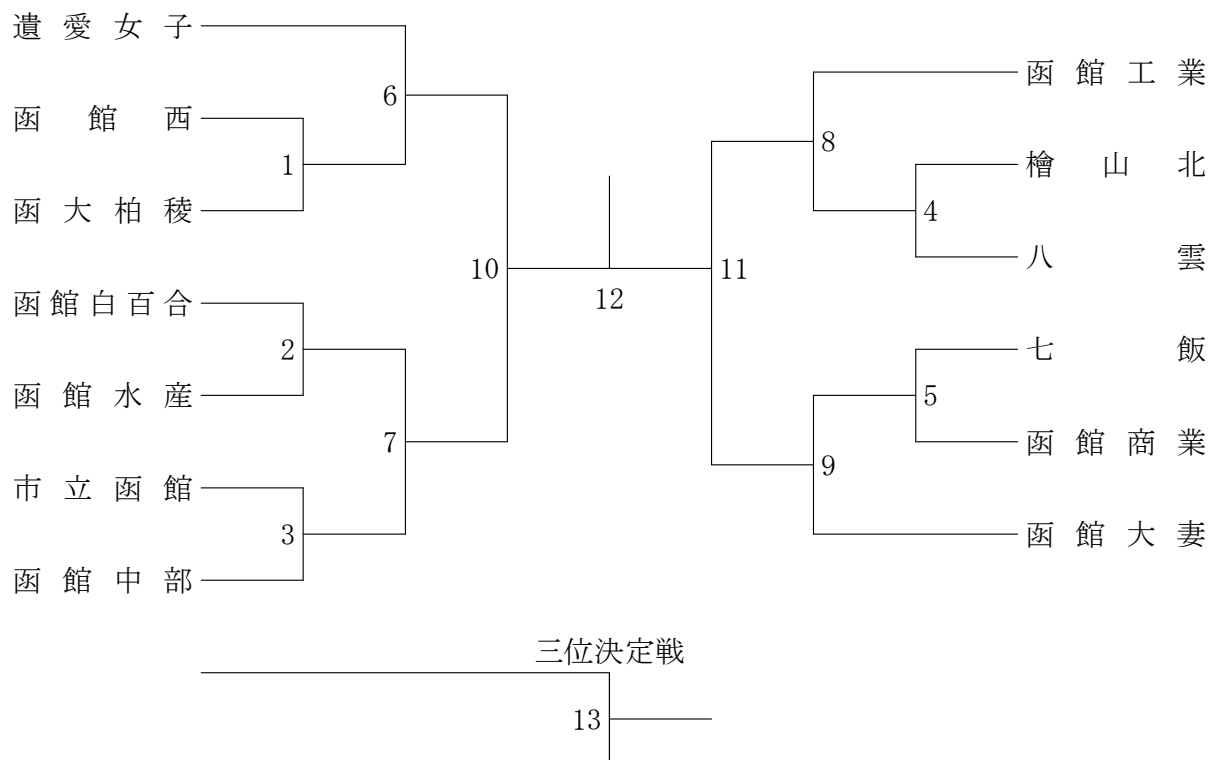 遺愛女子
函館西
函大柏稜
函館白百合
函館水産
市立函館
函館中部
1
2
3
6
7
10
12
11
8
9
4
5
函館工業
檜山北
八雲
七飯
函館商業
函館大妻
三位決定戦
13